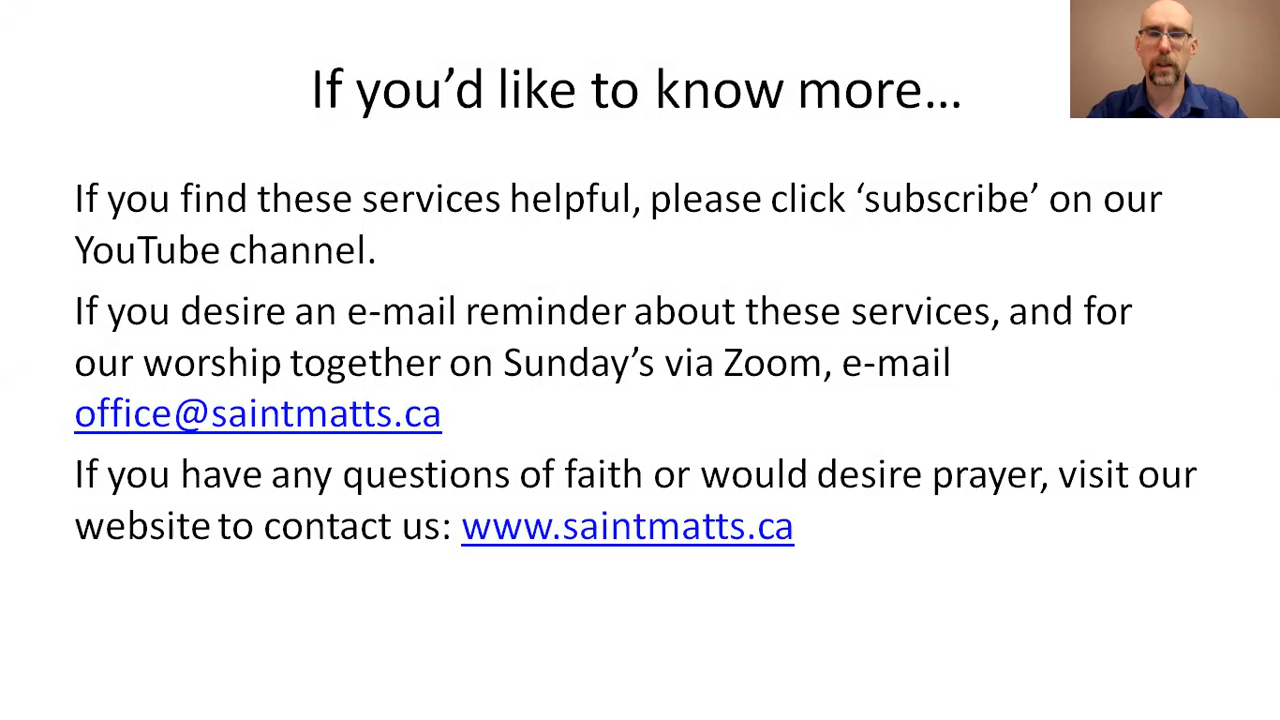 If you’d like to know more…
If you find these services helpful, please click ‘subscribe’ on our
YouTube channel.
If you desire an e-mail reminder about these services, and for
our worship together on Sunday’s via Zoom, e-mail
office@saintmatts.ca
If you have any questions of faith or would desire prayer, visit our
website to contact us: www.saintmatts.ca